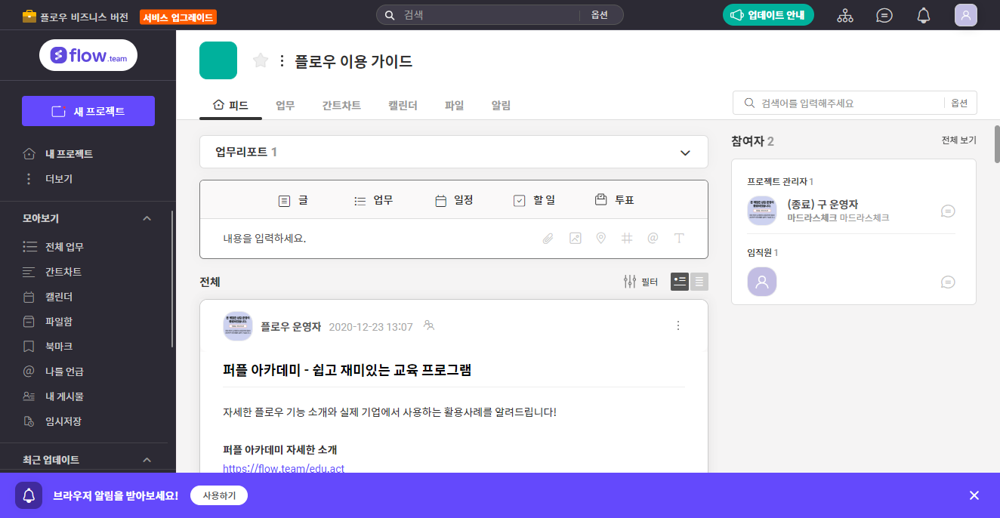 플로우 비즈니스 버전 서비스 업그레이드 검색 옵션 업데이트 안내
flow.team
새 프로젝트
내 프로젝트
더보기
모아보기
전체 업무
간트차트
캘린더
파일함
북마크
나를 언급
내 게시물
임시저장
최근 업데이트
플로우 이용 가이드
피드 업무 간트차트 캘린더 파일 알림
검색어를 입력해주세요 옵션
업무리포트 1
글 업무 일정 할 일 투표
내용을 입력하세요.
전체 필터
플로우 운영자 2020-12-23 13:07
퍼플 아카데미 - 쉽고 재미있는 교육 프로그램
자세한 플로우 기능 소개와 실제 기업에서 사용하는 활용사례를 알려드립니다!
퍼플 아카데미 자세한 소개
https://flow.team/edu.act
참여자 2 전체 보기
프로젝트 관리자 1
(종료) 구 운영자
마드라스체크 마드라스체크
임직원 1
브라우저 알림을 받아보세요! 사용하기